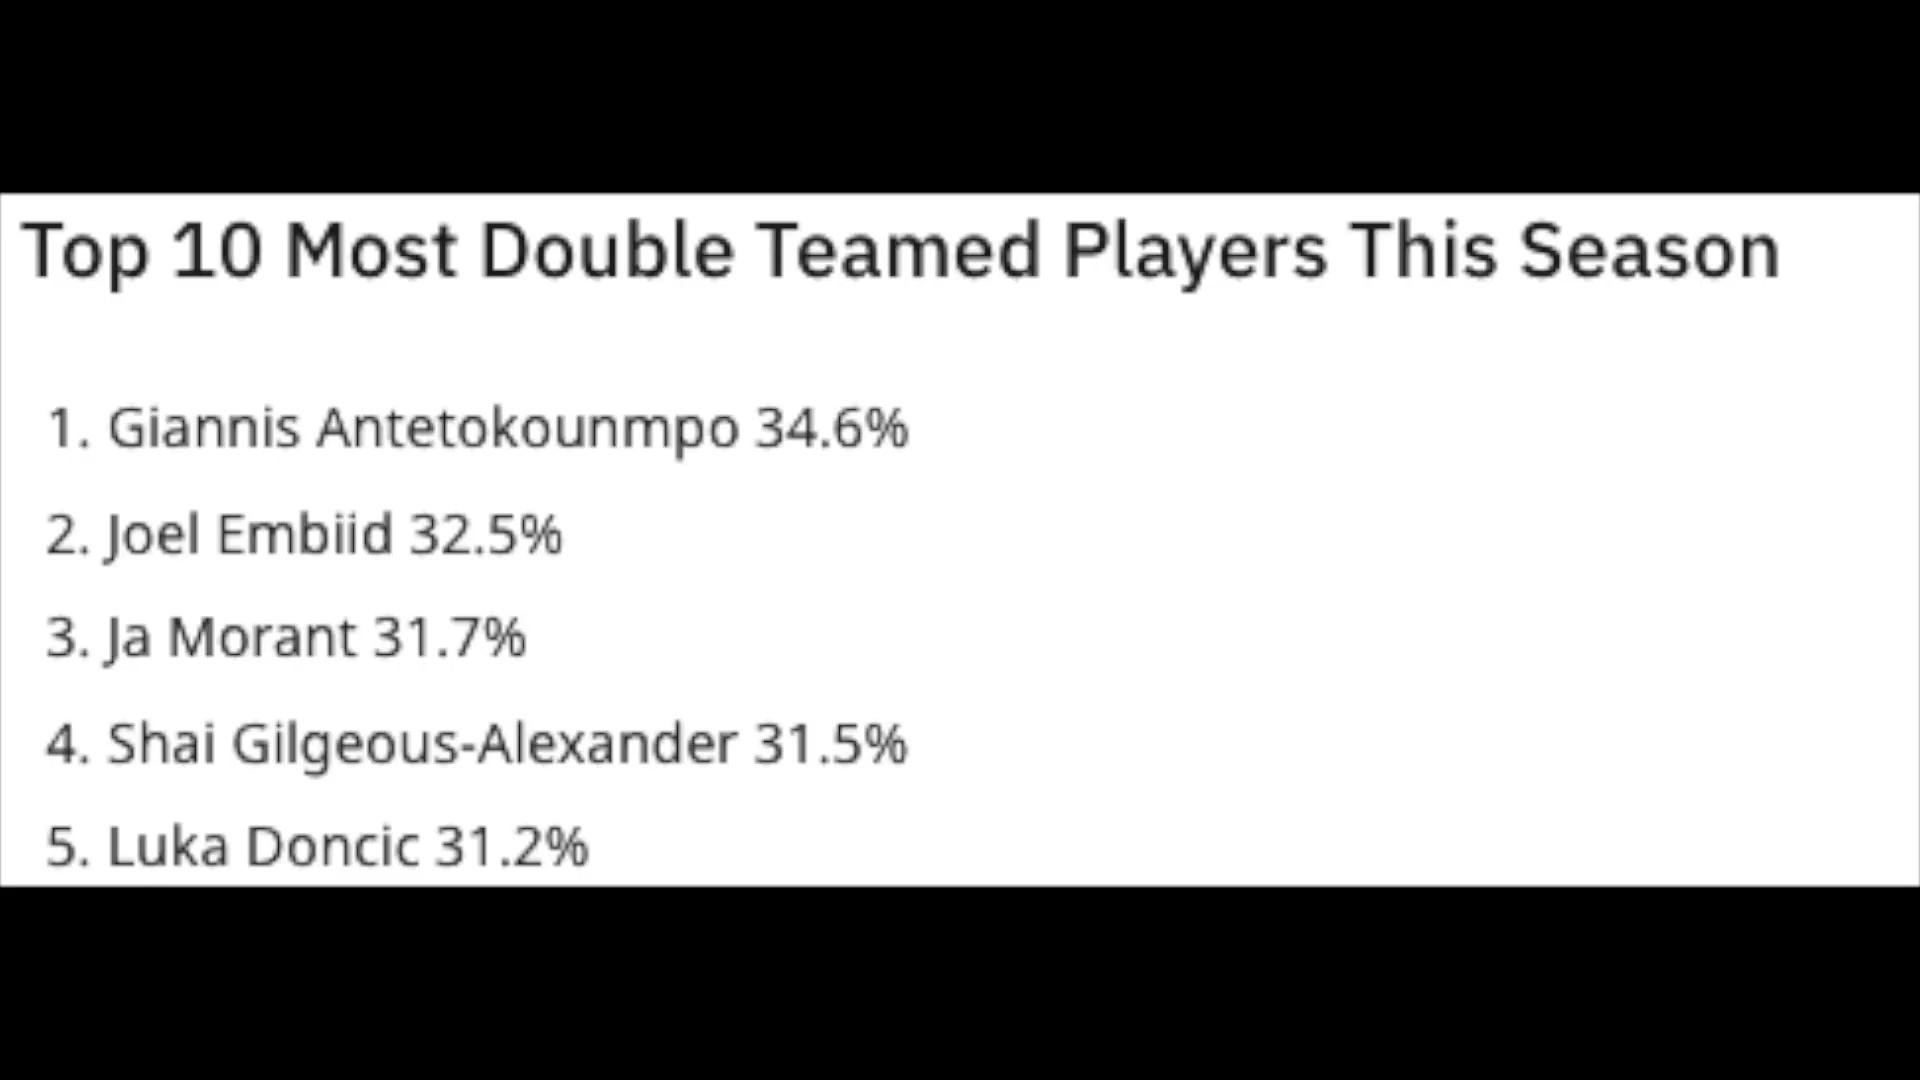 Top 10 Most Double Teamed Players This Season
1. Giannis Antetokounmpo 34.6%
2. Joel Embiid 32.5%
3. Ja Morant 31.7%
4. Shai Gilgeous-Alexander 31.5%
5. Luka Doncic 31.2%